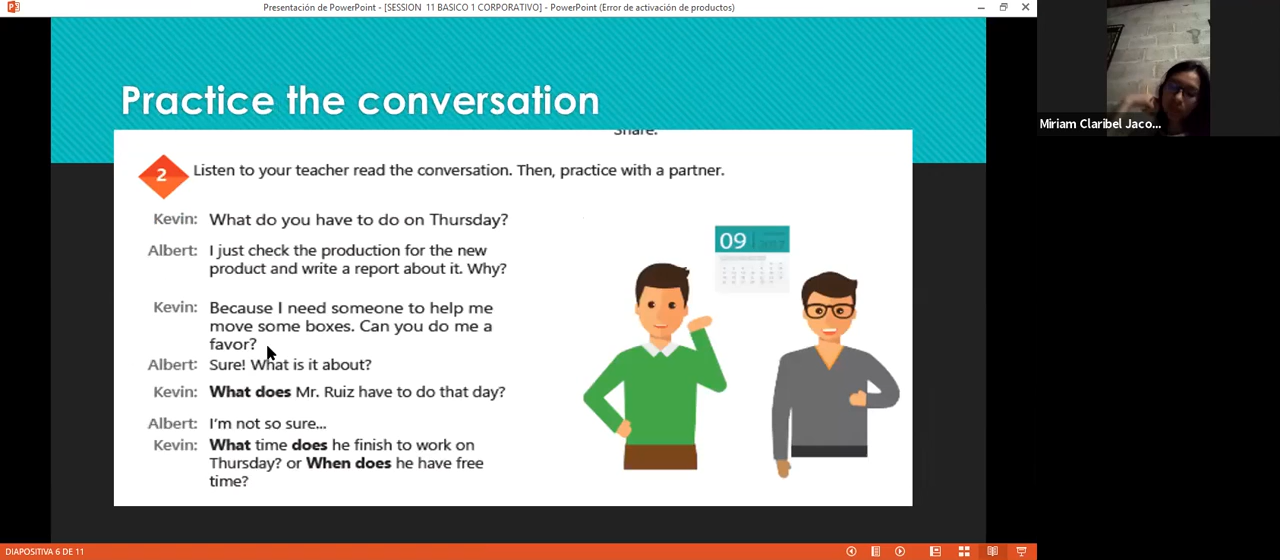 Presentación de PowerPoint - [SESSION 11 BASICO 1 CORPORATIVO] - PowerPoint (Error de activación de productos)
Practice the conversation
Share.
2 Listen to your teacher read the conversation. Then, practice with a partner.
Kevin: What do you have to do on Thursday?
Albert: I just check the production for the new
product and write a report about it. Why?
Kevin: Because I need someone to help me
move some boxes. Can you do me a
favor?
Albert: Sure! What is it about?
Kevin: What does Mr. Ruiz have to do that day?
Albert: I'm not so sure...
Kevin: What time does he finish to work on
Thursday? or When does he have free
time?
09
Miriam Claribel Jaco...
DIAPOSITIVA 6 DE 11